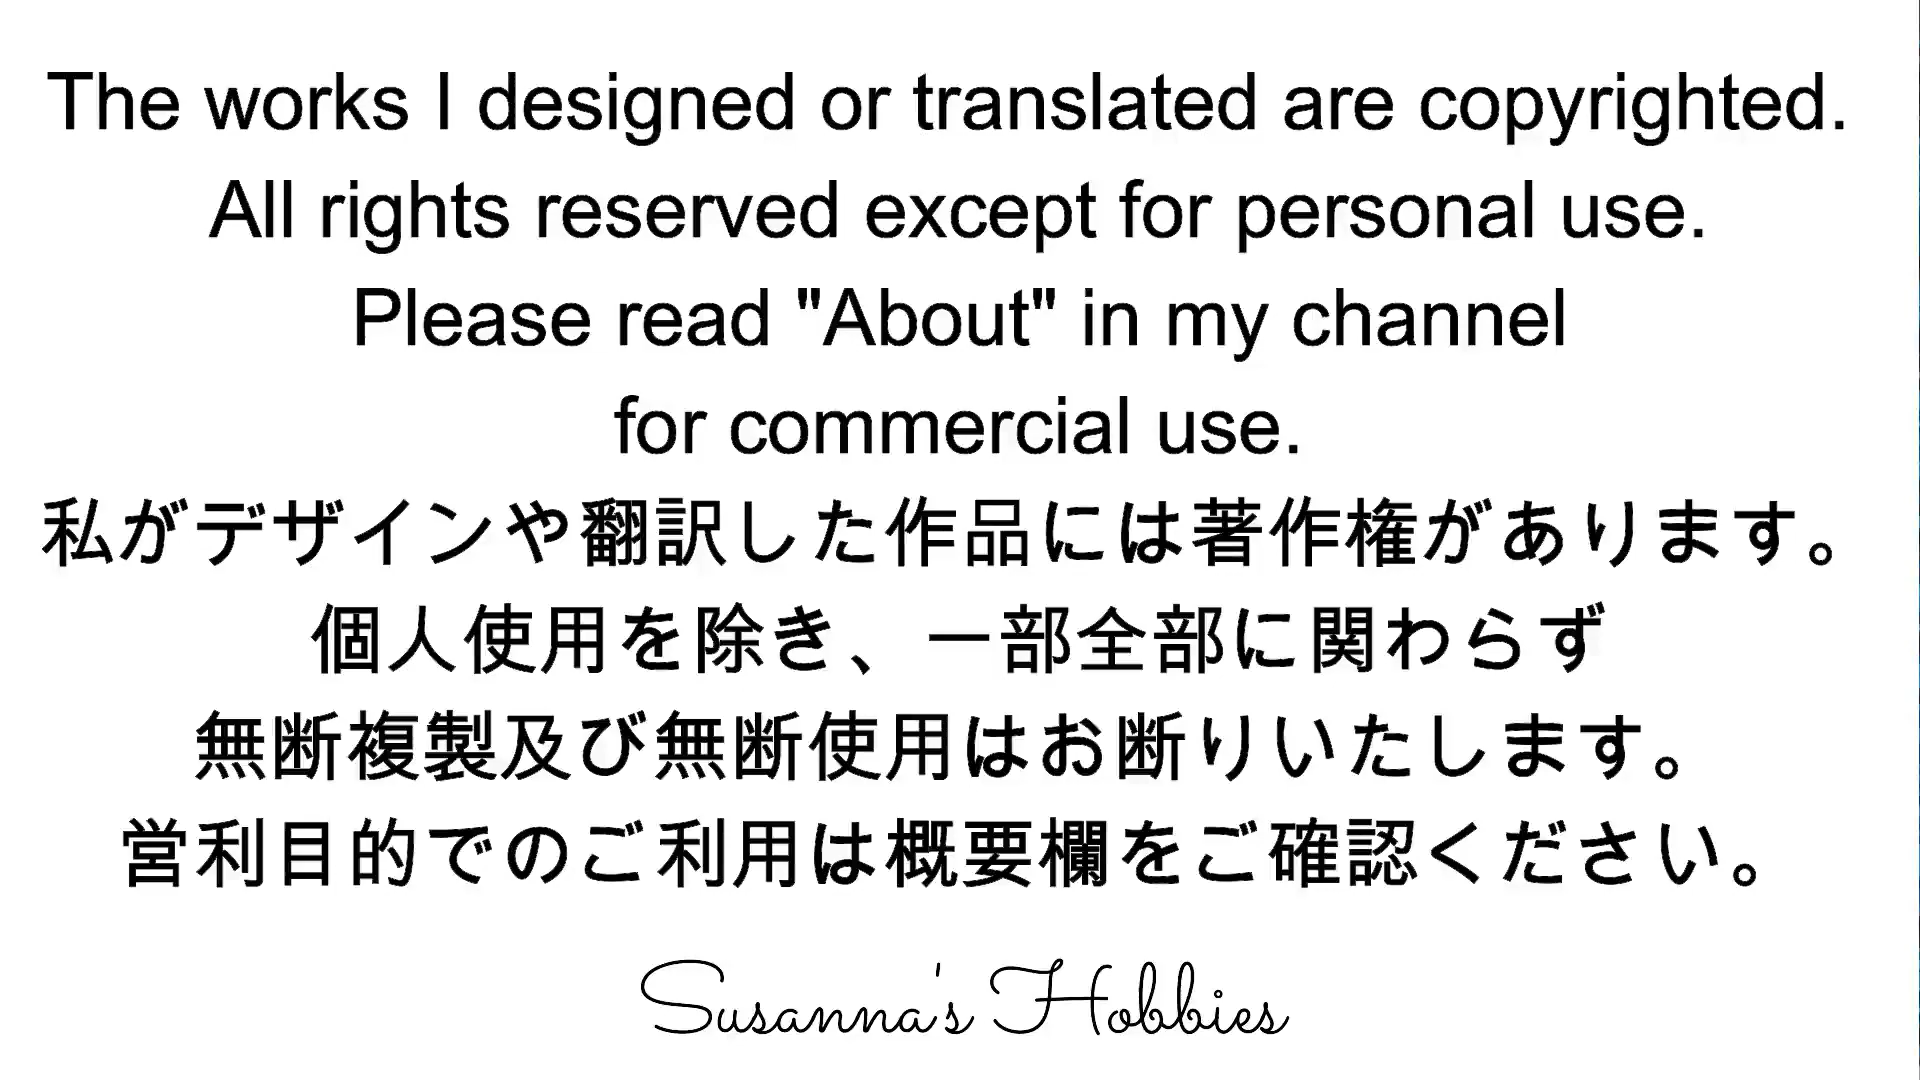 The works I designed or translated are copyrighted.
All rights reserved except for personal use.
Please read "About" in my channel
for commercial use.
私がデザインや翻訳した作品には著作権があります。
個人使用を除き、一部全部に関わらず
無断複製及び無断使用はお断りいたします。
営利目的でのご利用は概要欄をご確認ください。
Susanna's Hobbies